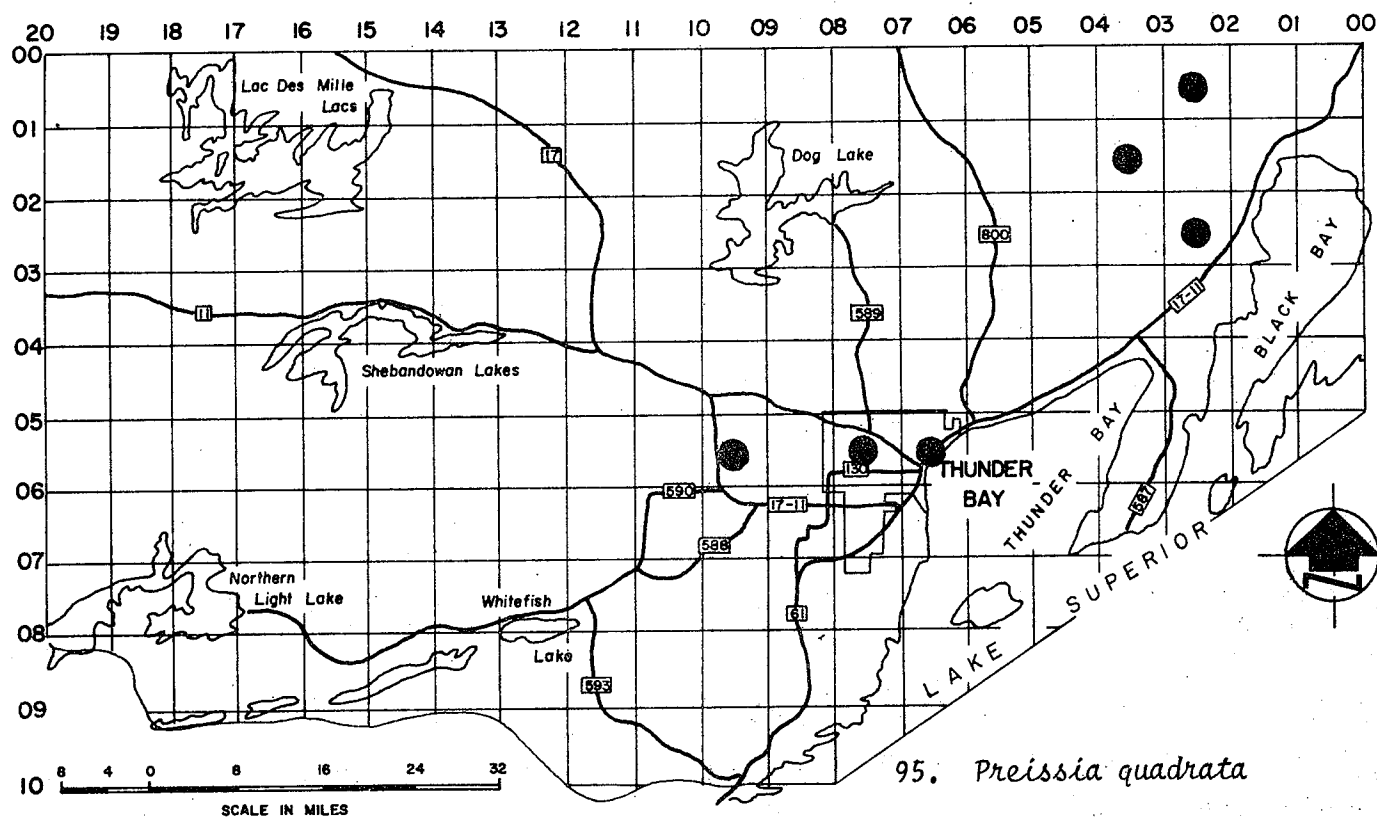 20 19 18 17 16 15 14 13 12 11 10 09 08 07 06 05 04 03 02 01 00
00
Lac Des Mille
Lacs
01
17
Dog Lake
02
800
BLACK BAY
03
17-11
11
589
04
Shebandowan Lakes
05
THUNDER BAY
130
THUNDER
BAY
06
590
17-11
587
588
07
Northern
Light Lake
Whitefish
Lake
61
LAKE SUPERIOR
N
08
593
09
10
8 4 0 8 16 24 32
SCALE IN MILES
95. Preissia quadrata